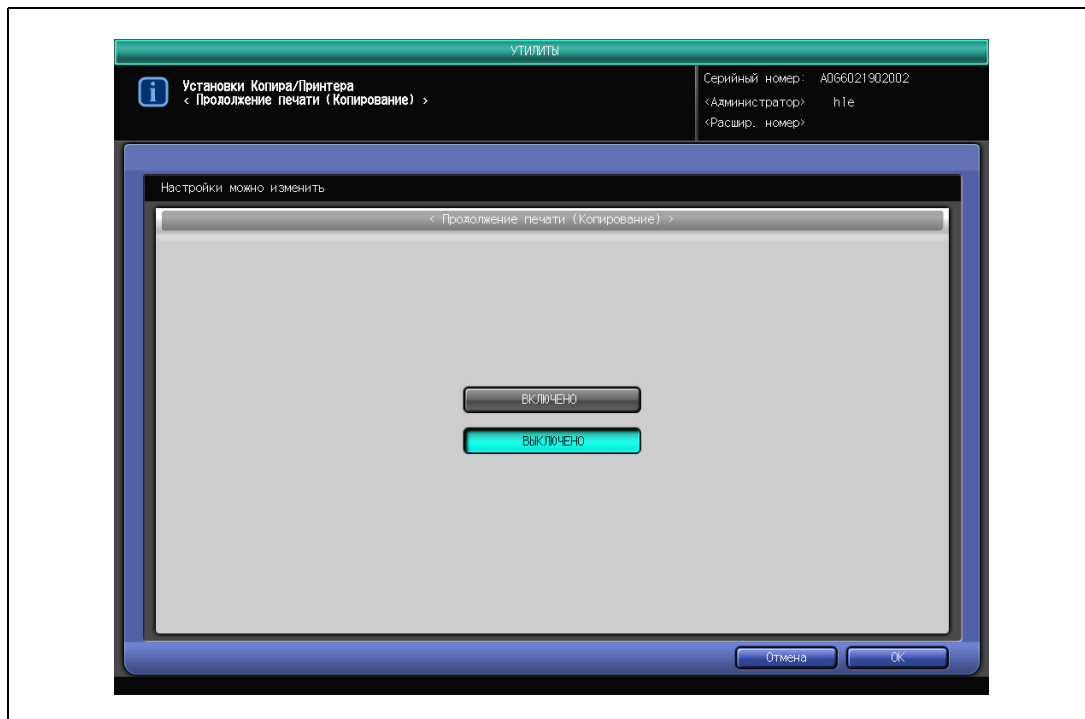 УТИЛИТЫ
Установки Копира/Принтера
< Продолжение печати (Копирование) >
Серийный номер: A0G6021902002
<Администратор> hle
<Расшир. номер>
Настройки можно изменить
< Продолжение печати (Копирование) >
ВКЛЮЧЕНО
ВЫКЛЮЧЕНО
Отмена
OK